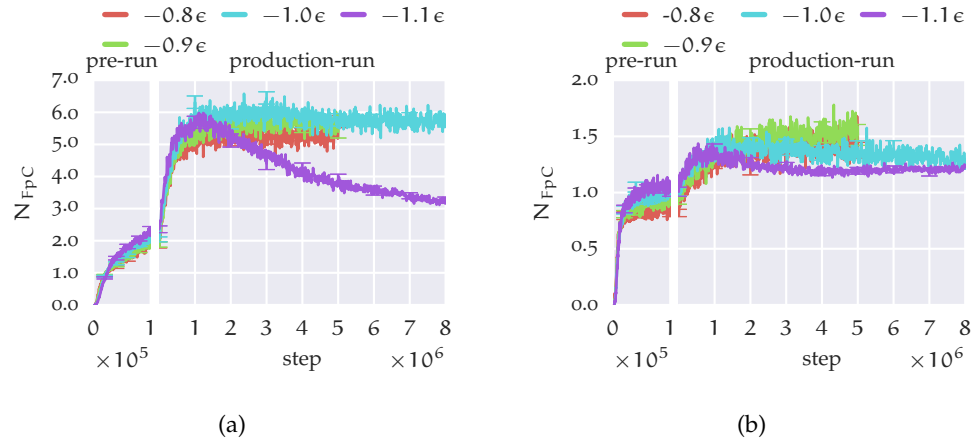 −0.8ϵ −1.0ϵ −1.1ϵ
−0.9ϵ
pre-run production-run
7.0
6.0
5.0
4.0
3.0
2.0
1.0
0.0
N_FpC
0 1 1 2 3 4 5 6 7 8
×10^5 step ×10^6
(a)
-0.8ϵ −1.0ϵ −1.1ϵ
−0.9ϵ
pre-run production-run
2.0
1.5
1.0
0.5
0.0
N_FpC
0 1 1 2 3 4 5 6 7 8
×10^5 step ×10^6
(b)